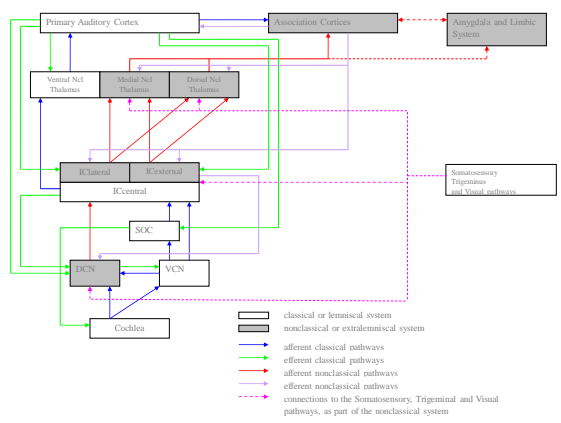 Primary Auditory Cortex
Association Cortices
Amygdala and Limbic
System
Ventral Ncl
Thalamus
Medial Ncl
Thalamus
Dorsal Ncl
Thalamus
IClateral
ICexternal
ICcentral
Somatosensory
Trigeminus
and Visual pathways
SOC
DCN
VCN
Cochlea
classical or lemniscal system
nonclassical or extralemniscal system
afferent classical pathways
efferent classical pathways
afferent nonclassical pathways
efferent nonclassical pathways
connections to the Somatosensory, Trigeminal and Visual
pathways, as part of the nonclassical system